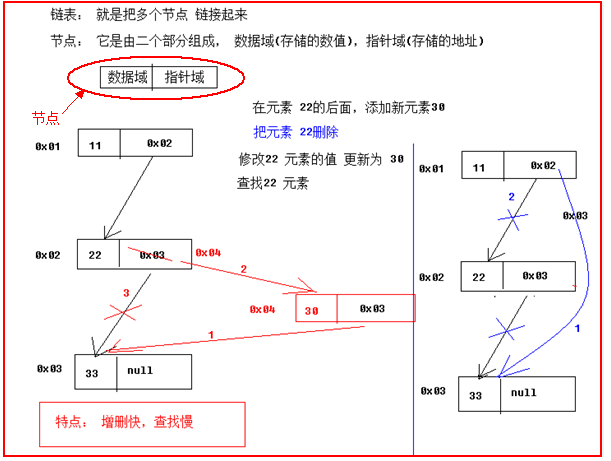 链表: 就是把多个节点 链接起来
节点: 它是由二个部分组成, 数据域(存储的数值), 指针域(存储的地址)
数据域 指针域
节点
在元素 22的后面, 添加新元素30
把元素 22删除
修改22 元素的值 更新为 30
查找22 元素
0x01 11 0x02
0x02 22 0x03 0x04
2
3
0x04 30 0x03
1
0x03 33 null
特点: 增删快, 查找慢
0x01 11 0x02
2
0x03
0x02 22 0x03
1
0x03 33 null